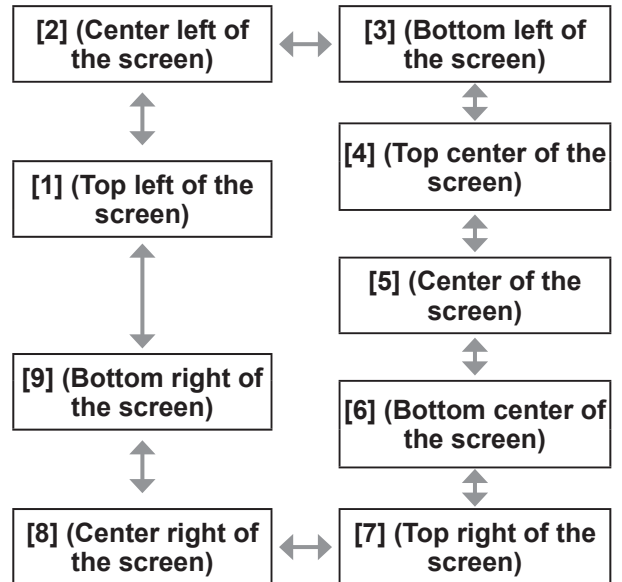 [2] (Center left of
the screen)
[3] (Bottom left of
the screen)
[1] (Top left of the
screen)
[4] (Top center of the
screen)
[5] (Center of the
screen)
[9] (Bottom right of
the screen)
[6] (Bottom center of
the screen)
[8] (Center right of
the screen)
[7] (Top right of the
screen)